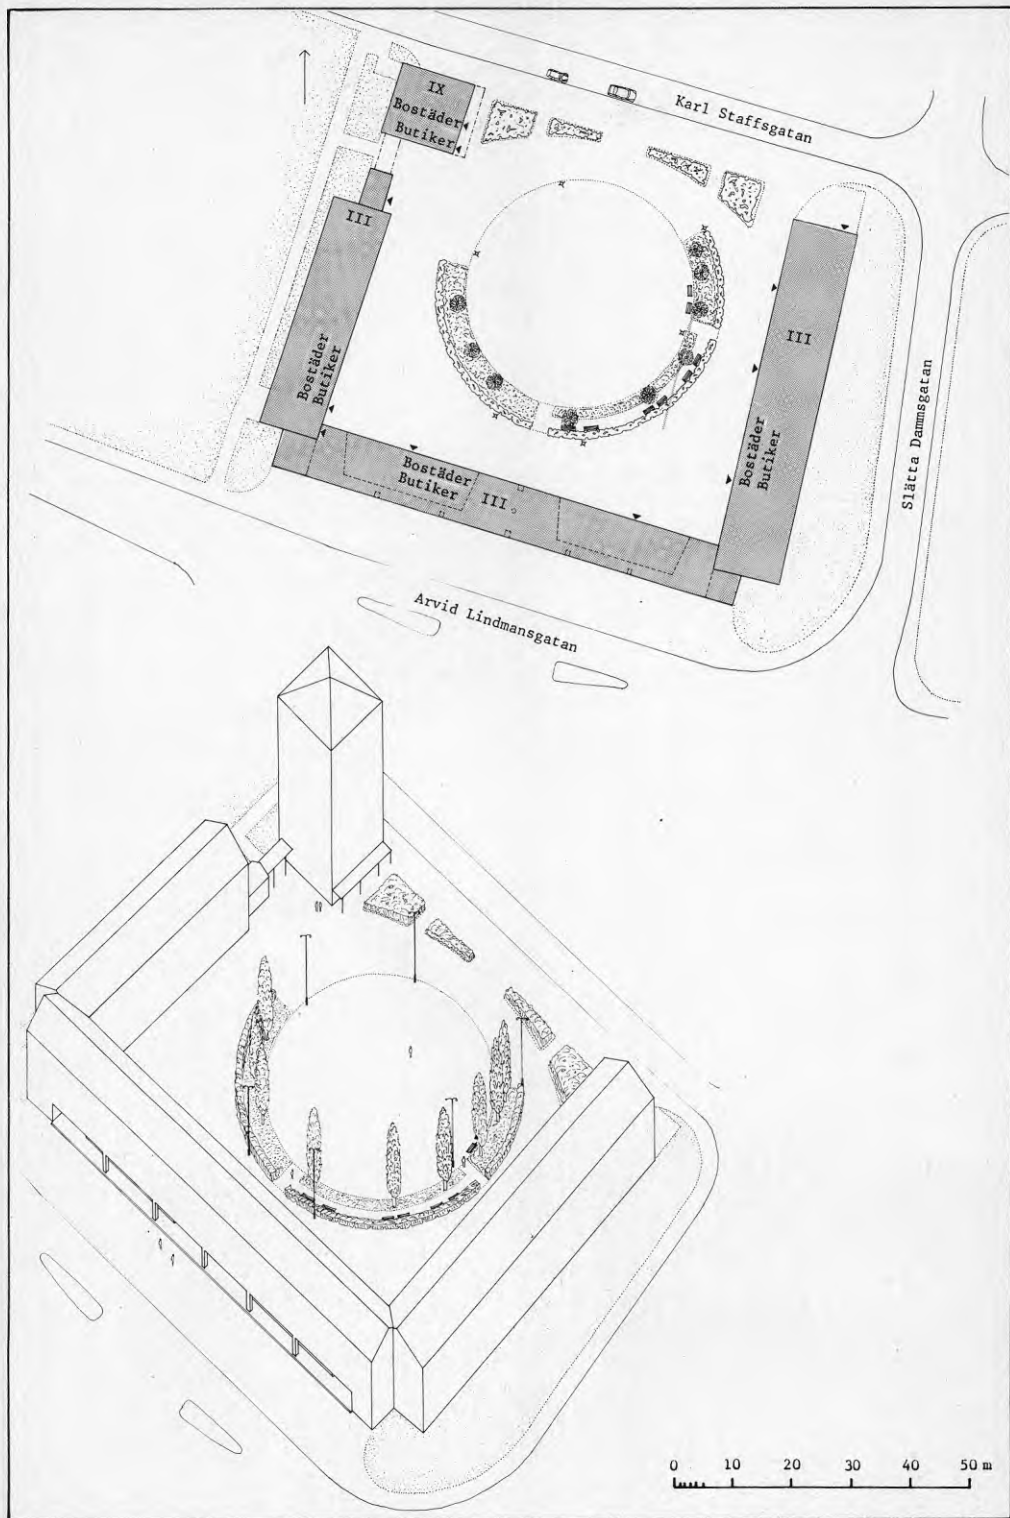 IX
Bostäder
Butiker
Karl Staffsgatan
III
Bostäder
Butiker
III
Bostäder
Butiker
Slätta Dammsgatan
Bostäder
Butiker
III
Arvid Lindmansgatan
0 10 20 30 40 50 m